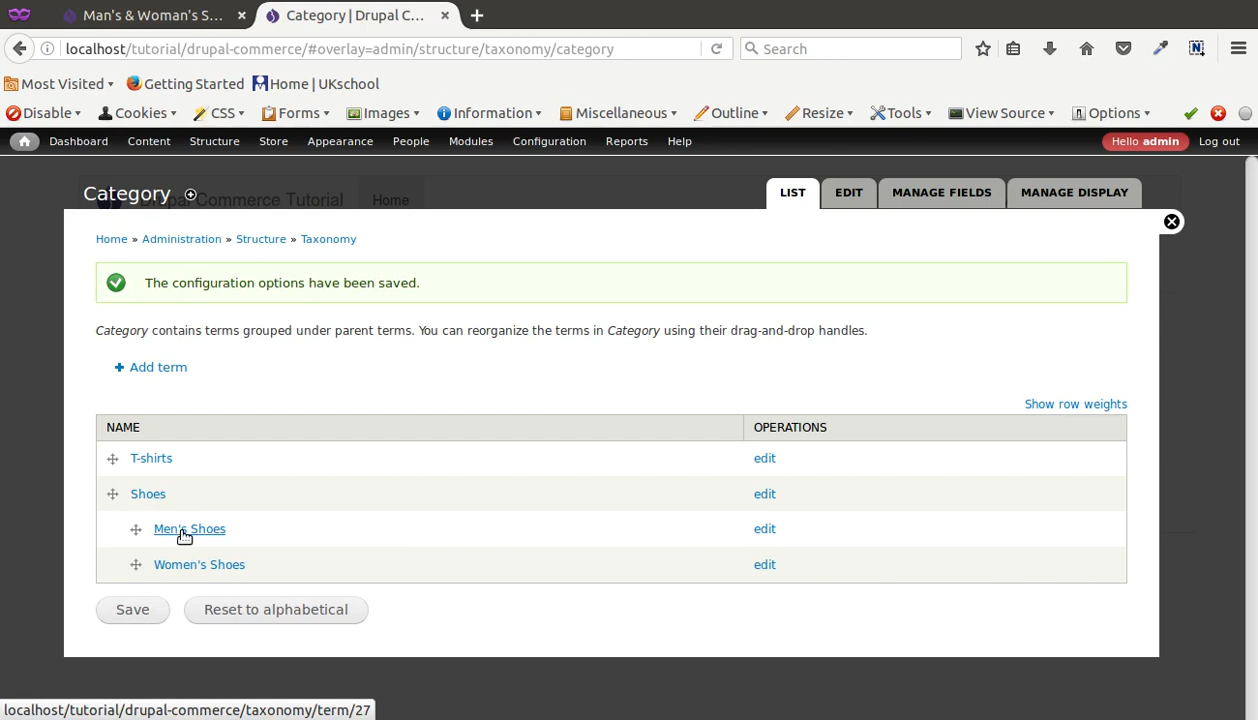 Man's & Woman's S...
Category | Drupal C...
localhost/tutorial/drupal-commerce/#overlay=admin/structure/taxonomy/category
Search
Most Visited
Getting Started
Home | UKschool
Disable
Cookies
CSS
Forms
Images
Information
Miscellaneous
Outline
Resize
Tools
View Source
Options
Dashboard
Content
Structure
Store
Appearance
People
Modules
Configuration
Reports
Help
Hello admin
Log out
Category
Commerce Tutorial
Home
LIST
EDIT
MANAGE FIELDS
MANAGE DISPLAY
Home » Administration » Structure » Taxonomy
The configuration options have been saved.
Category contains terms grouped under parent terms. You can reorganize the terms in Category using their drag-and-drop handles.
+ Add term
Show row weights
NAME
OPERATIONS
T-shirts
edit
Shoes
edit
Men's Shoes
edit
Women's Shoes
edit
Save
Reset to alphabetical
localhost/tutorial/drupal-commerce/taxonomy/term/27